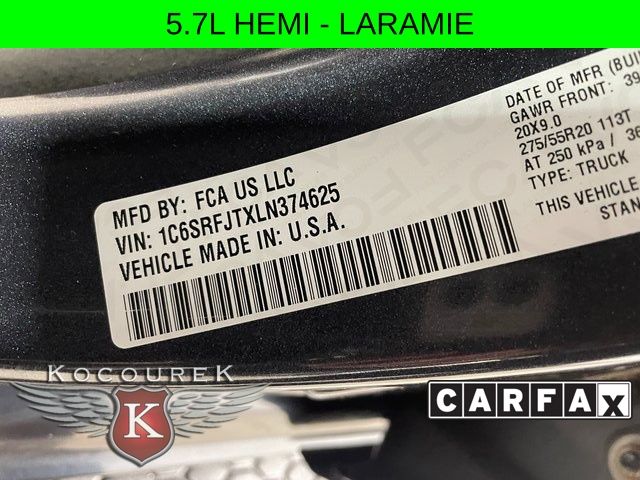 5.7L HEMI - LARAMIE
MFD BY: FCA US LLC
VIN: 1C6SRFJTXLN374625
VEHICLE MADE IN: U.S.A.
DATE OF MFR (BUI
GAWR FRONT: 39
20X9.0
275/55R20 113T
AT 250 kPa / 36
TYPE: TRUCK
THIS VEHICLE
STAN
KOCOUREK
K
CARFAX